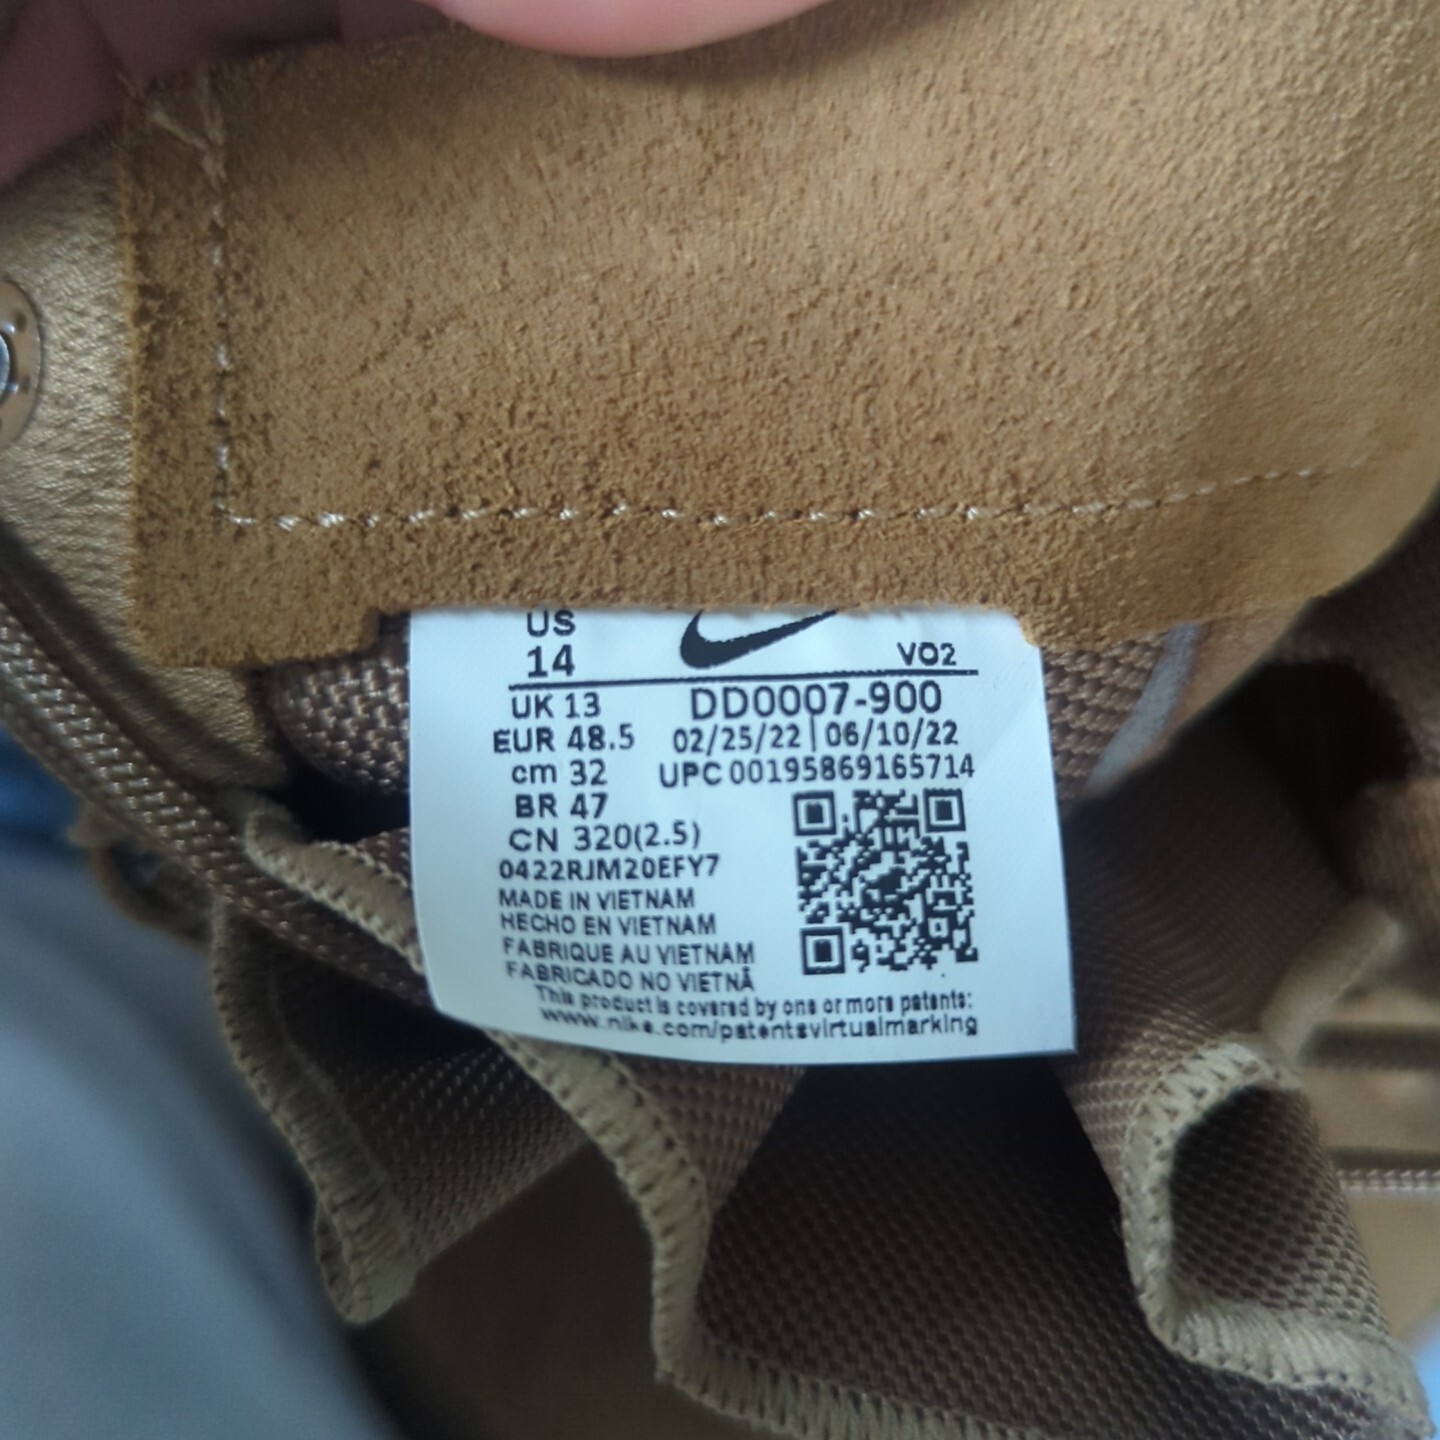 US
14
VO2
UK 13
DD0007-900
EUR 48.5
02/25/22 | 06/10/22
cm 32
UPC 00195869165714
BR 47
CN 320(2.5)
0422RJM20EFY7
MADE IN VIETNAM
HECHO EN VIETNAM
FABRIQUE AU VIETNAM
FABRICADO NO VIETNÃ
This product is covered by one or more patents:
www.nike.com/patentsvirtualmarking